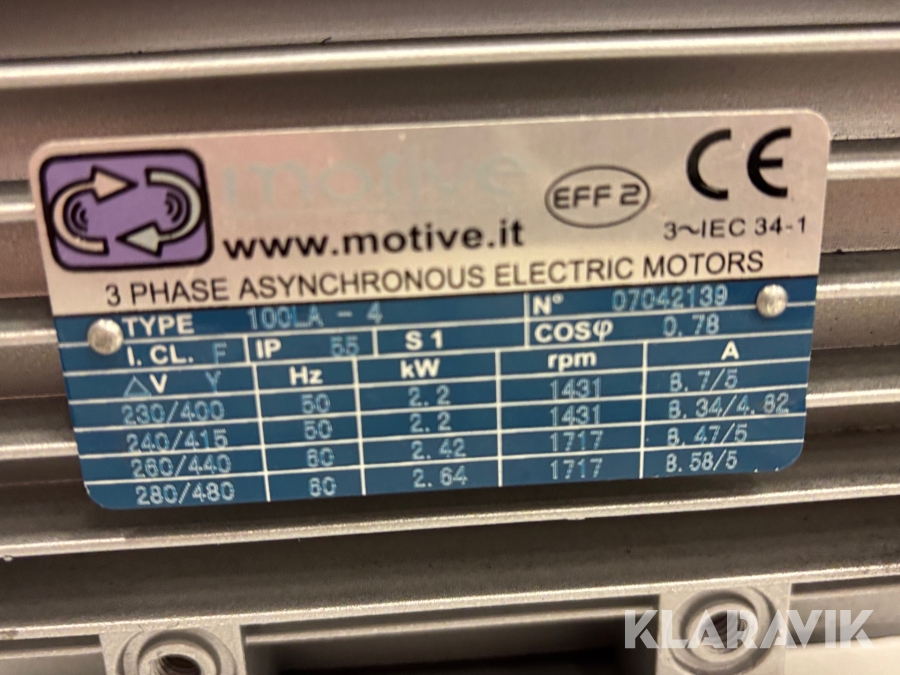 motive
EFF 2
CE
www.motive.it
3~IEC 34-1
3 PHASE ASYNCHRONOUS ELECTRIC MOTORS
TYPE 100LA - 4 N° 07042139
I. CL. F IP 55 S 1 COSφ 0.78
△ V Y Hz kW rpm A
230/400 50 2.2 1431 8.7/5
240/415 50 2.2 1431 8.34/4.82
260/440 60 2.42 1717 8.47/5
280/480 60 2.64 1717 8.58/5
KLARAVIK